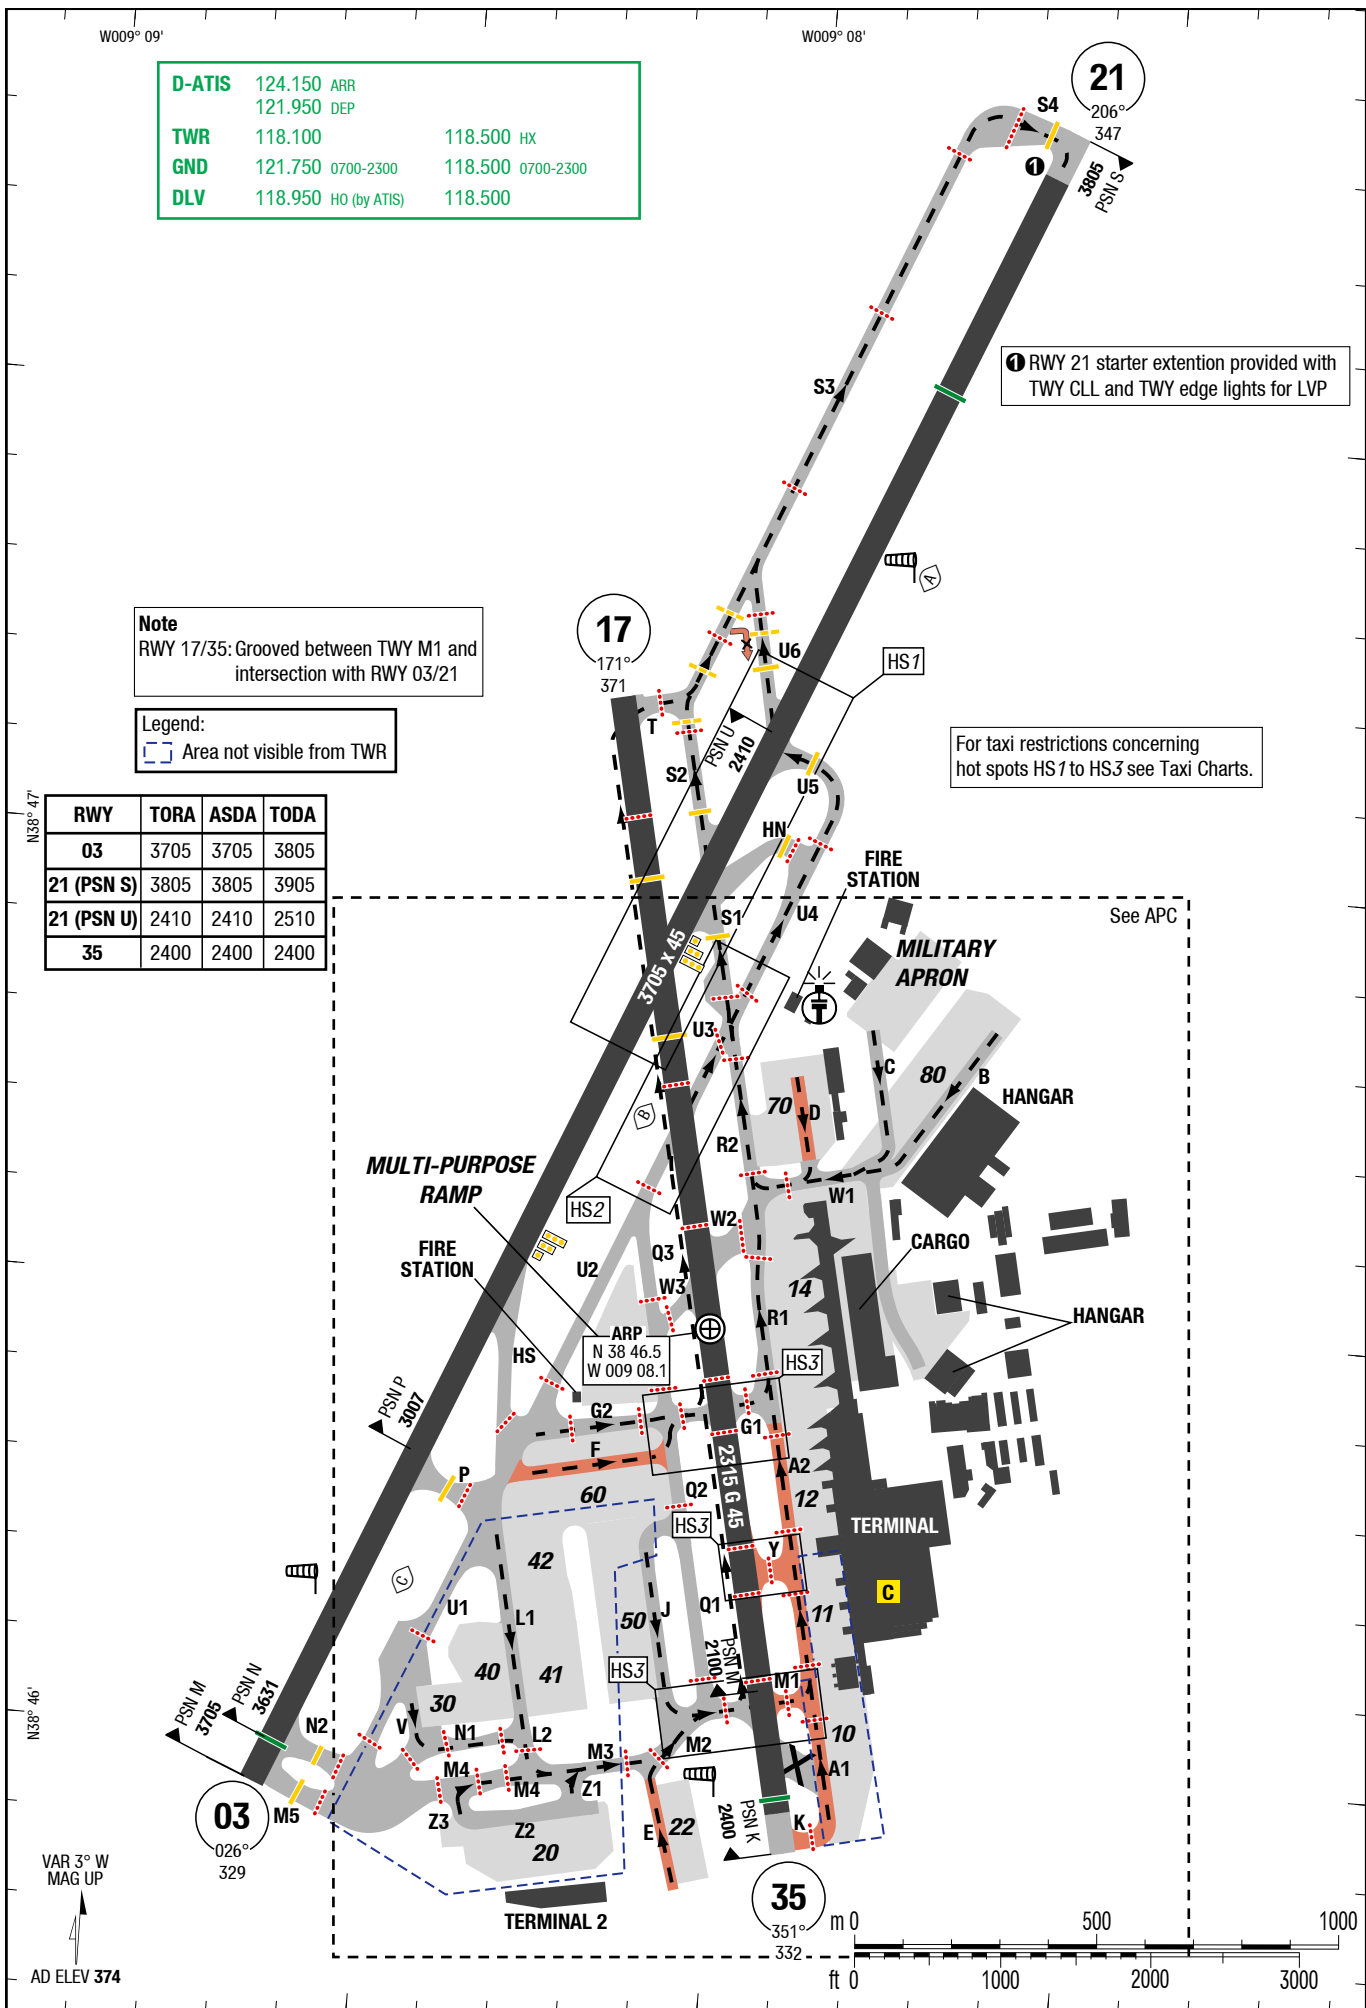 W009° 09'
W009° 08'
D-ATIS 124.150 ARR
121.950 DEP
TWR 118.100 118.500 HX
GND 121.750 0700-2300 118.500 0700-2300
DLV 118.950 HO (by ATIS) 118.500
21
206°
347
S4
1
3805
PSN S
1 RWY 21 starter extention provided with
TWY CLL and TWY edge lights for LVP
S3
A
Note
RWY 17/35: Grooved between TWY M1 and
intersection with RWY 03/21
17
171°
371
U6
HS1
Legend:
Area not visible from TWR
T
PSN U
2410
S2
U5
For taxi restrictions concerning
hot spots HS1 to HS3 see Taxi Charts.
N38° 47'
RWY TORA ASDA TODA
03 3705 3705 3805
21 (PSN S) 3805 3805 3905
21 (PSN U) 2410 2410 2510
35 2400 2400 2400
HN
FIRE
STATION
S1
U4
See APC
3705 x 45
MILITARY
APRON
U3
C
80
B
70
D
HANGAR
B
R2
MULTI-PURPOSE
RAMP
W1
HS2
W2
CARGO
FIRE
STATION
Q3
U2
W3
14
R1
HANGAR
ARP
N 38 46.5
W 009 08.1
HS
HS3
PSN P
3007
G2
G1
F
A2
2315 G 45
P
60
Q2
12
HS3
TERMINAL
Y
42
C
C
U1
L1
J
Q1
50
11
PSN M
2100
HS3
40
41
M1
PSN N
3631
PSN M
3705
30
10
N38° 46'
N2
V
N1
L2
M3
M2
M4
M4
Z1
A1
M5
Z3
Z2
E
22
PSN K
2400
K
03
026°
329
20
35
351°
332
TERMINAL 2
VAR 3° W
MAG UP
AD ELEV 374
m 0 500 1000
ft 0 1000 2000 3000